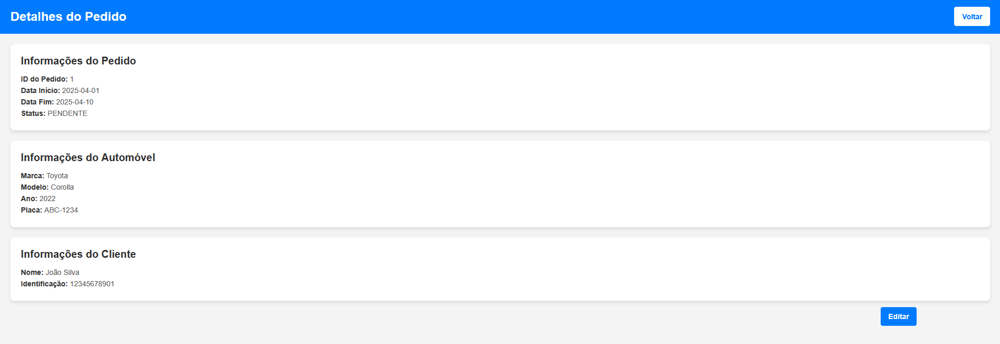 Detalhes do Pedido
Voltar
Informações do Pedido
ID do Pedido: 1
Data Início: 2025-04-01
Data Fim: 2025-04-10
Status: PENDENTE
Informações do Automóvel
Marca: Toyota
Modelo: Corolla
Ano: 2022
Placa: ABC-1234
Informações do Cliente
Nome: João Silva
Identificação: 12345678901
Editar